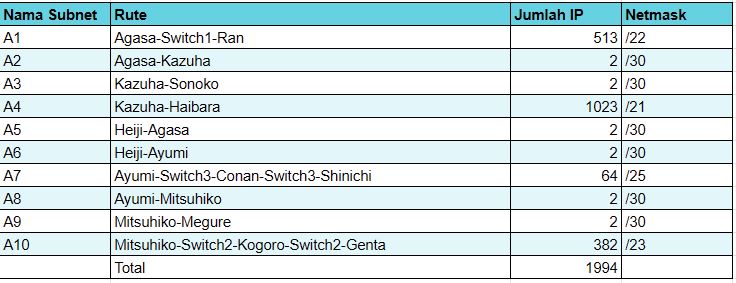 Nama Subnet Rute Jumlah IP Netmask
A1 Agasa-Switch1-Ran 513 /22
A2 Agasa-Kazuha 2 /30
A3 Kazuha-Sonoko 2 /30
A4 Kazuha-Haibara 1023 /21
A5 Heiji-Agasa 2 /30
A6 Heiji-Ayumi 2 /30
A7 Ayumi-Switch3-Conan-Switch3-Shinichi 64 /25
A8 Ayumi-Mitsuhiko 2 /30
A9 Mitsuhiko-Megure 2 /30
A10 Mitsuhiko-Switch2-Kogoro-Switch2-Genta 382 /23
Total 1994